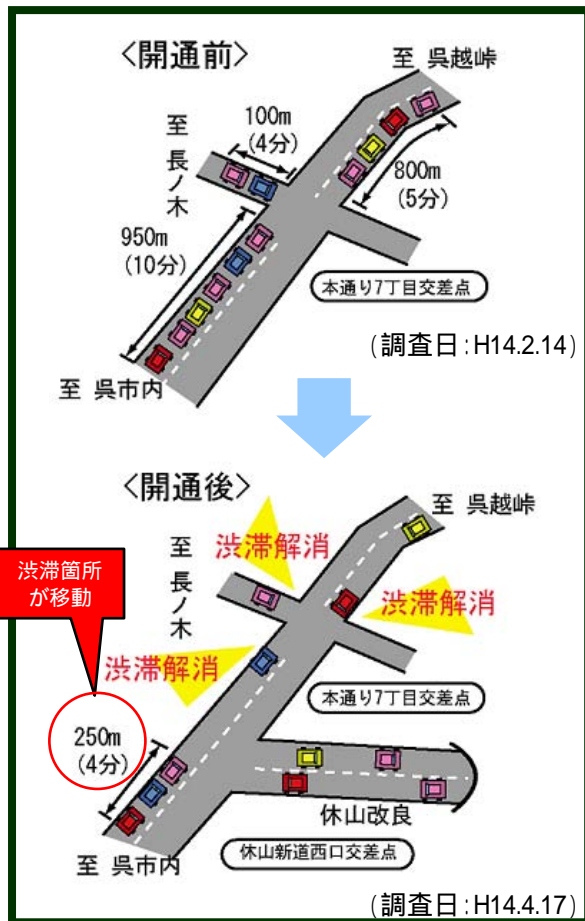 <開通前>
至 呉越峠
100m
(4分)
至 長ノ木
800m
(5分)
950m
(10分)
本通り7丁目交差点
(調査日:H14.2.14)
至 呉市内
<開通後>
至 呉越峠
渋滞解消
至 長ノ木
渋滞箇所
が移動
渋滞解消
渋滞解消
本通り7丁目交差点
250m
(4分)
休山改良
至 呉市内
休山新道西口交差点
(調査日:H14.4.17)